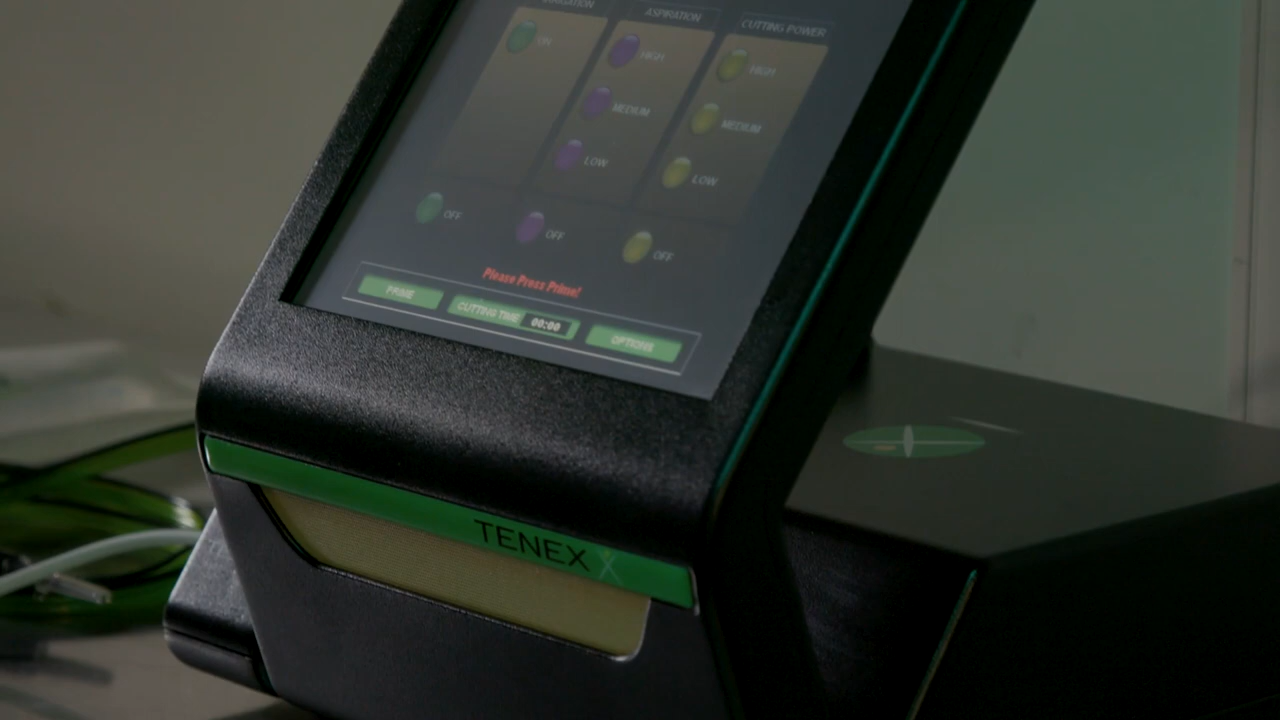 ASPIRATION CUTTING POWER
ON HIGH HIGH
MEDIUM MEDIUM
LOW LOW
OFF OFF OFF
Please Press Prime!
PRIME CUTTING TIME 00:00 OPTIONS
TENEX X